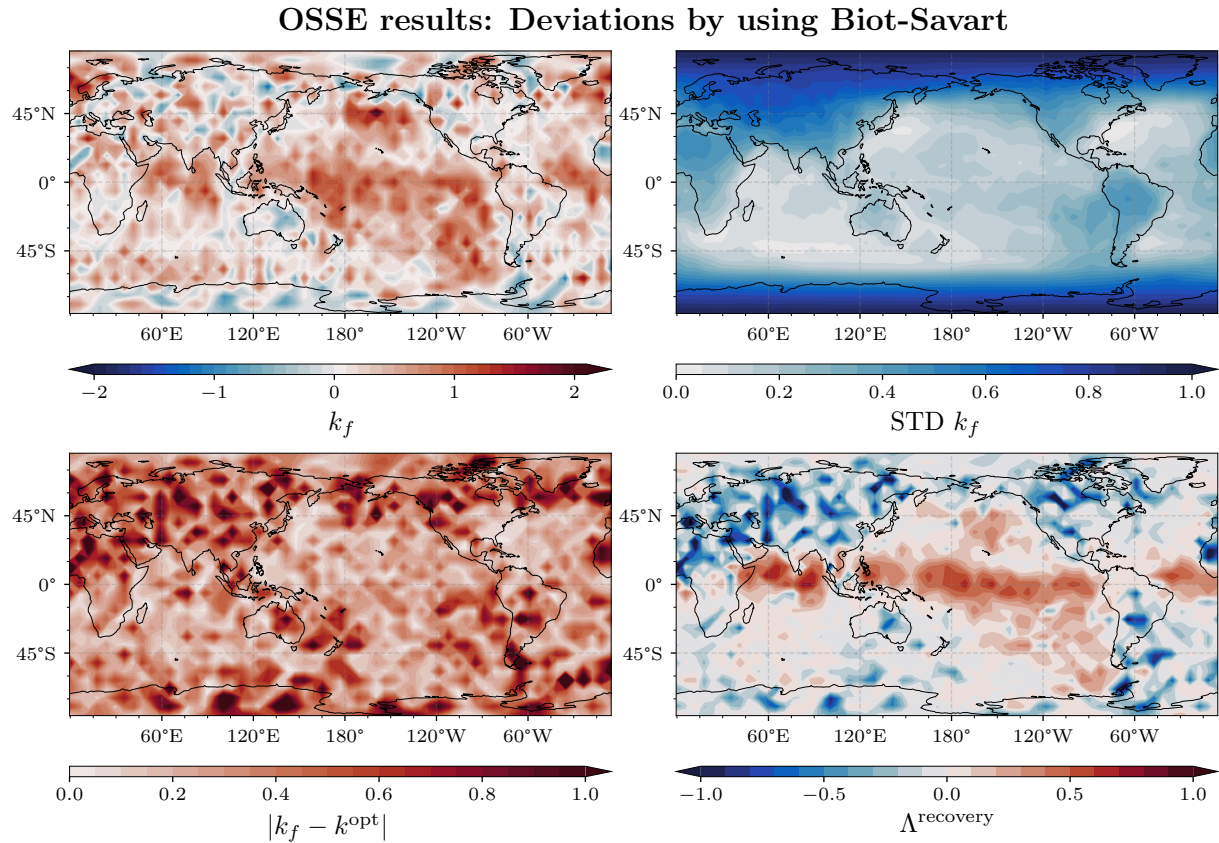 OSSE results: Deviations by using Biot-Savart
45°N
0°
45°S
60°E 120°E 180° 120°W 60°W
−2 −1 0 1 2
k_f
45°N
0°
45°S
60°E 120°E 180° 120°W 60°W
0.0 0.2 0.4 0.6 0.8 1.0
STD k_f
45°N
0°
45°S
60°E 120°E 180° 120°W 60°W
0.0 0.2 0.4 0.6 0.8 1.0
|k_f − k^opt|
45°N
0°
45°S
60°E 120°E 180° 120°W 60°W
−1.0 −0.5 0.0 0.5 1.0
Λ^recovery